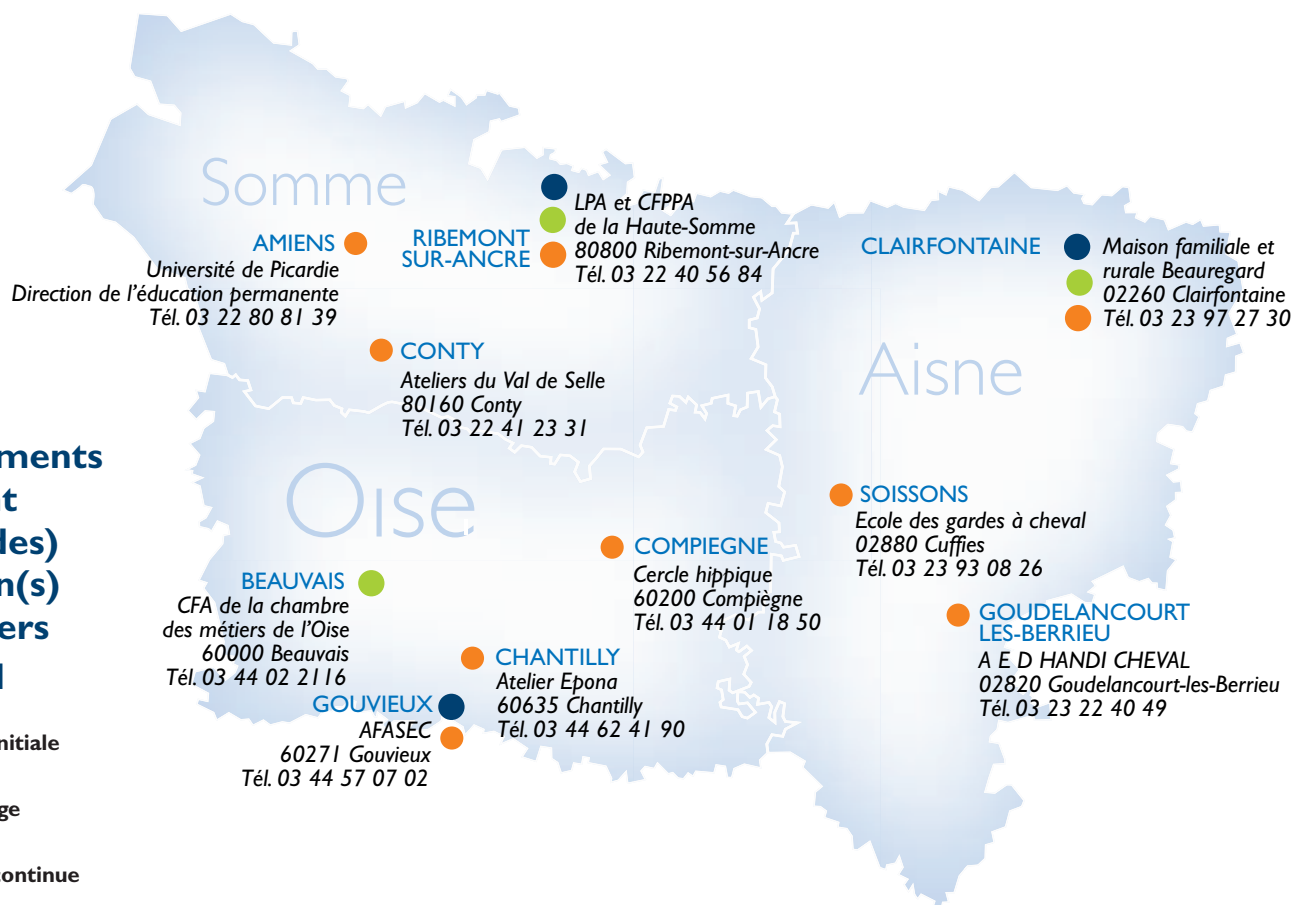 Somme
AMIENS
Université de Picardie
Direction de l'éducation permanente
Tél. 03 22 80 81 39
RIBEMONT
SUR-ANCRE
LPA et CFPPA
de la Haute-Somme
80800 Ribemont-sur-Ancre
Tél. 03 22 40 56 84
CONTY
Ateliers du Val de Selle
80160 Conty
Tél. 03 22 41 23 31
CLAIRFONTAINE
Maison familiale et
rurale Beauregard
02260 Clairfontaine
Tél. 03 23 97 27 30
Aisne
SOISSONS
Ecole des gardes à cheval
02880 Cuffies
Tél. 03 23 93 08 26
GOUDELANCOURT
LES-BERRIEU
A E D HANDI CHEVAL
02820 Goudelancourt-les-Berrieu
Tél. 03 23 22 40 49
Oise
COMPIEGNE
Cercle hippique
60200 Compiègne
Tél. 03 44 01 18 50
BEAUVAIS
CFA de la chambre
des métiers de l'Oise
60000 Beauvais
Tél. 03 44 02 2116
CHANTILLY
Atelier Epona
60635 Chantilly
Tél. 03 44 62 41 90
GOUVIEUX
AFASEC
60271 Gouvieux
Tél. 03 44 57 07 02
ments
t
des)
n(s)
ers
nitiale
ge
continue